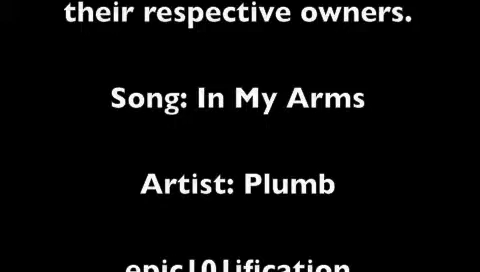 their respective owners.
Song: In My Arms
Artist: Plumb
epic101ification